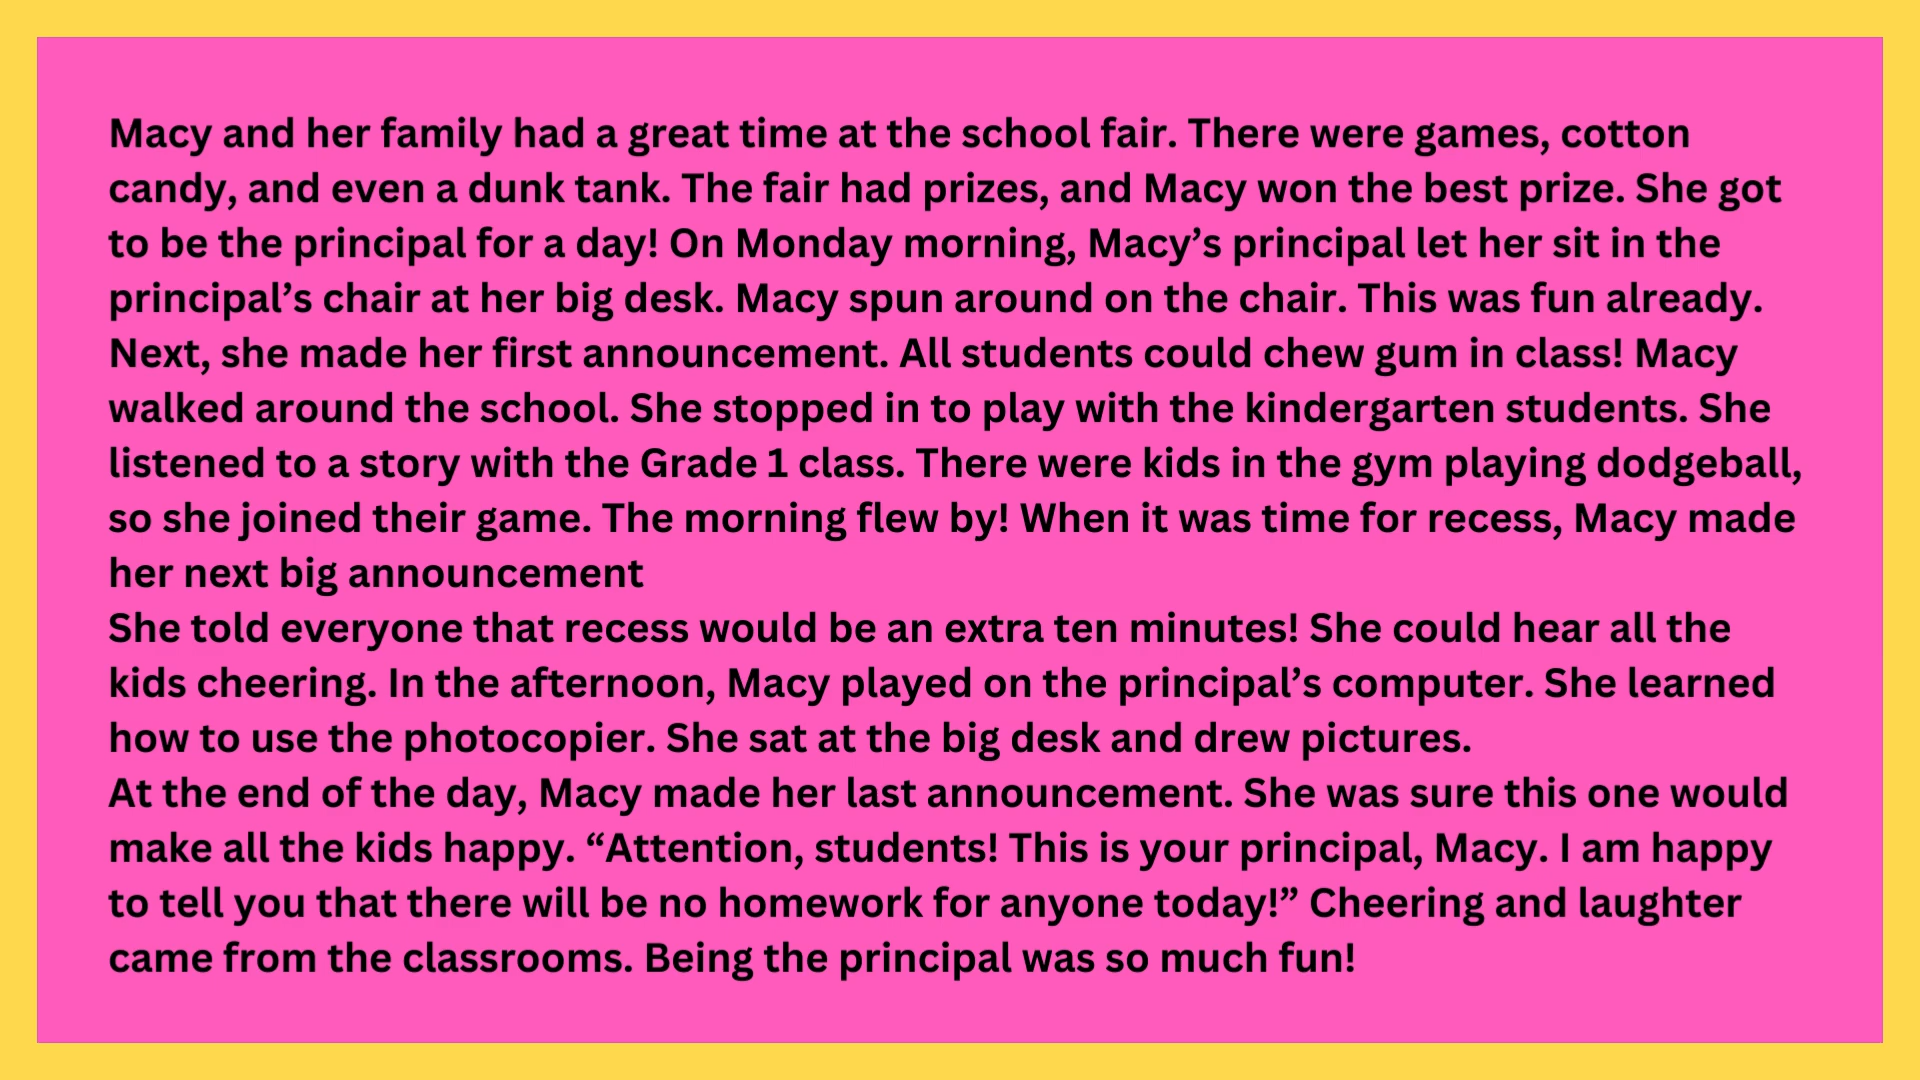 Macy and her family had a great time at the school fair. There were games, cotton
candy, and even a dunk tank. The fair had prizes, and Macy won the best prize. She got
to be the principal for a day! On Monday morning, Macy’s principal let her sit in the
principal’s chair at her big desk. Macy spun around on the chair. This was fun already.
Next, she made her first announcement. All students could chew gum in class! Macy
walked around the school. She stopped in to play with the kindergarten students. She
listened to a story with the Grade 1 class. There were kids in the gym playing dodgeball,
so she joined their game. The morning flew by! When it was time for recess, Macy made
her next big announcement
She told everyone that recess would be an extra ten minutes! She could hear all the
kids cheering. In the afternoon, Macy played on the principal’s computer. She learned
how to use the photocopier. She sat at the big desk and drew pictures.
At the end of the day, Macy made her last announcement. She was sure this one would
make all the kids happy. “Attention, students! This is your principal, Macy. I am happy
to tell you that there will be no homework for anyone today!” Cheering and laughter
came from the classrooms. Being the principal was so much fun!